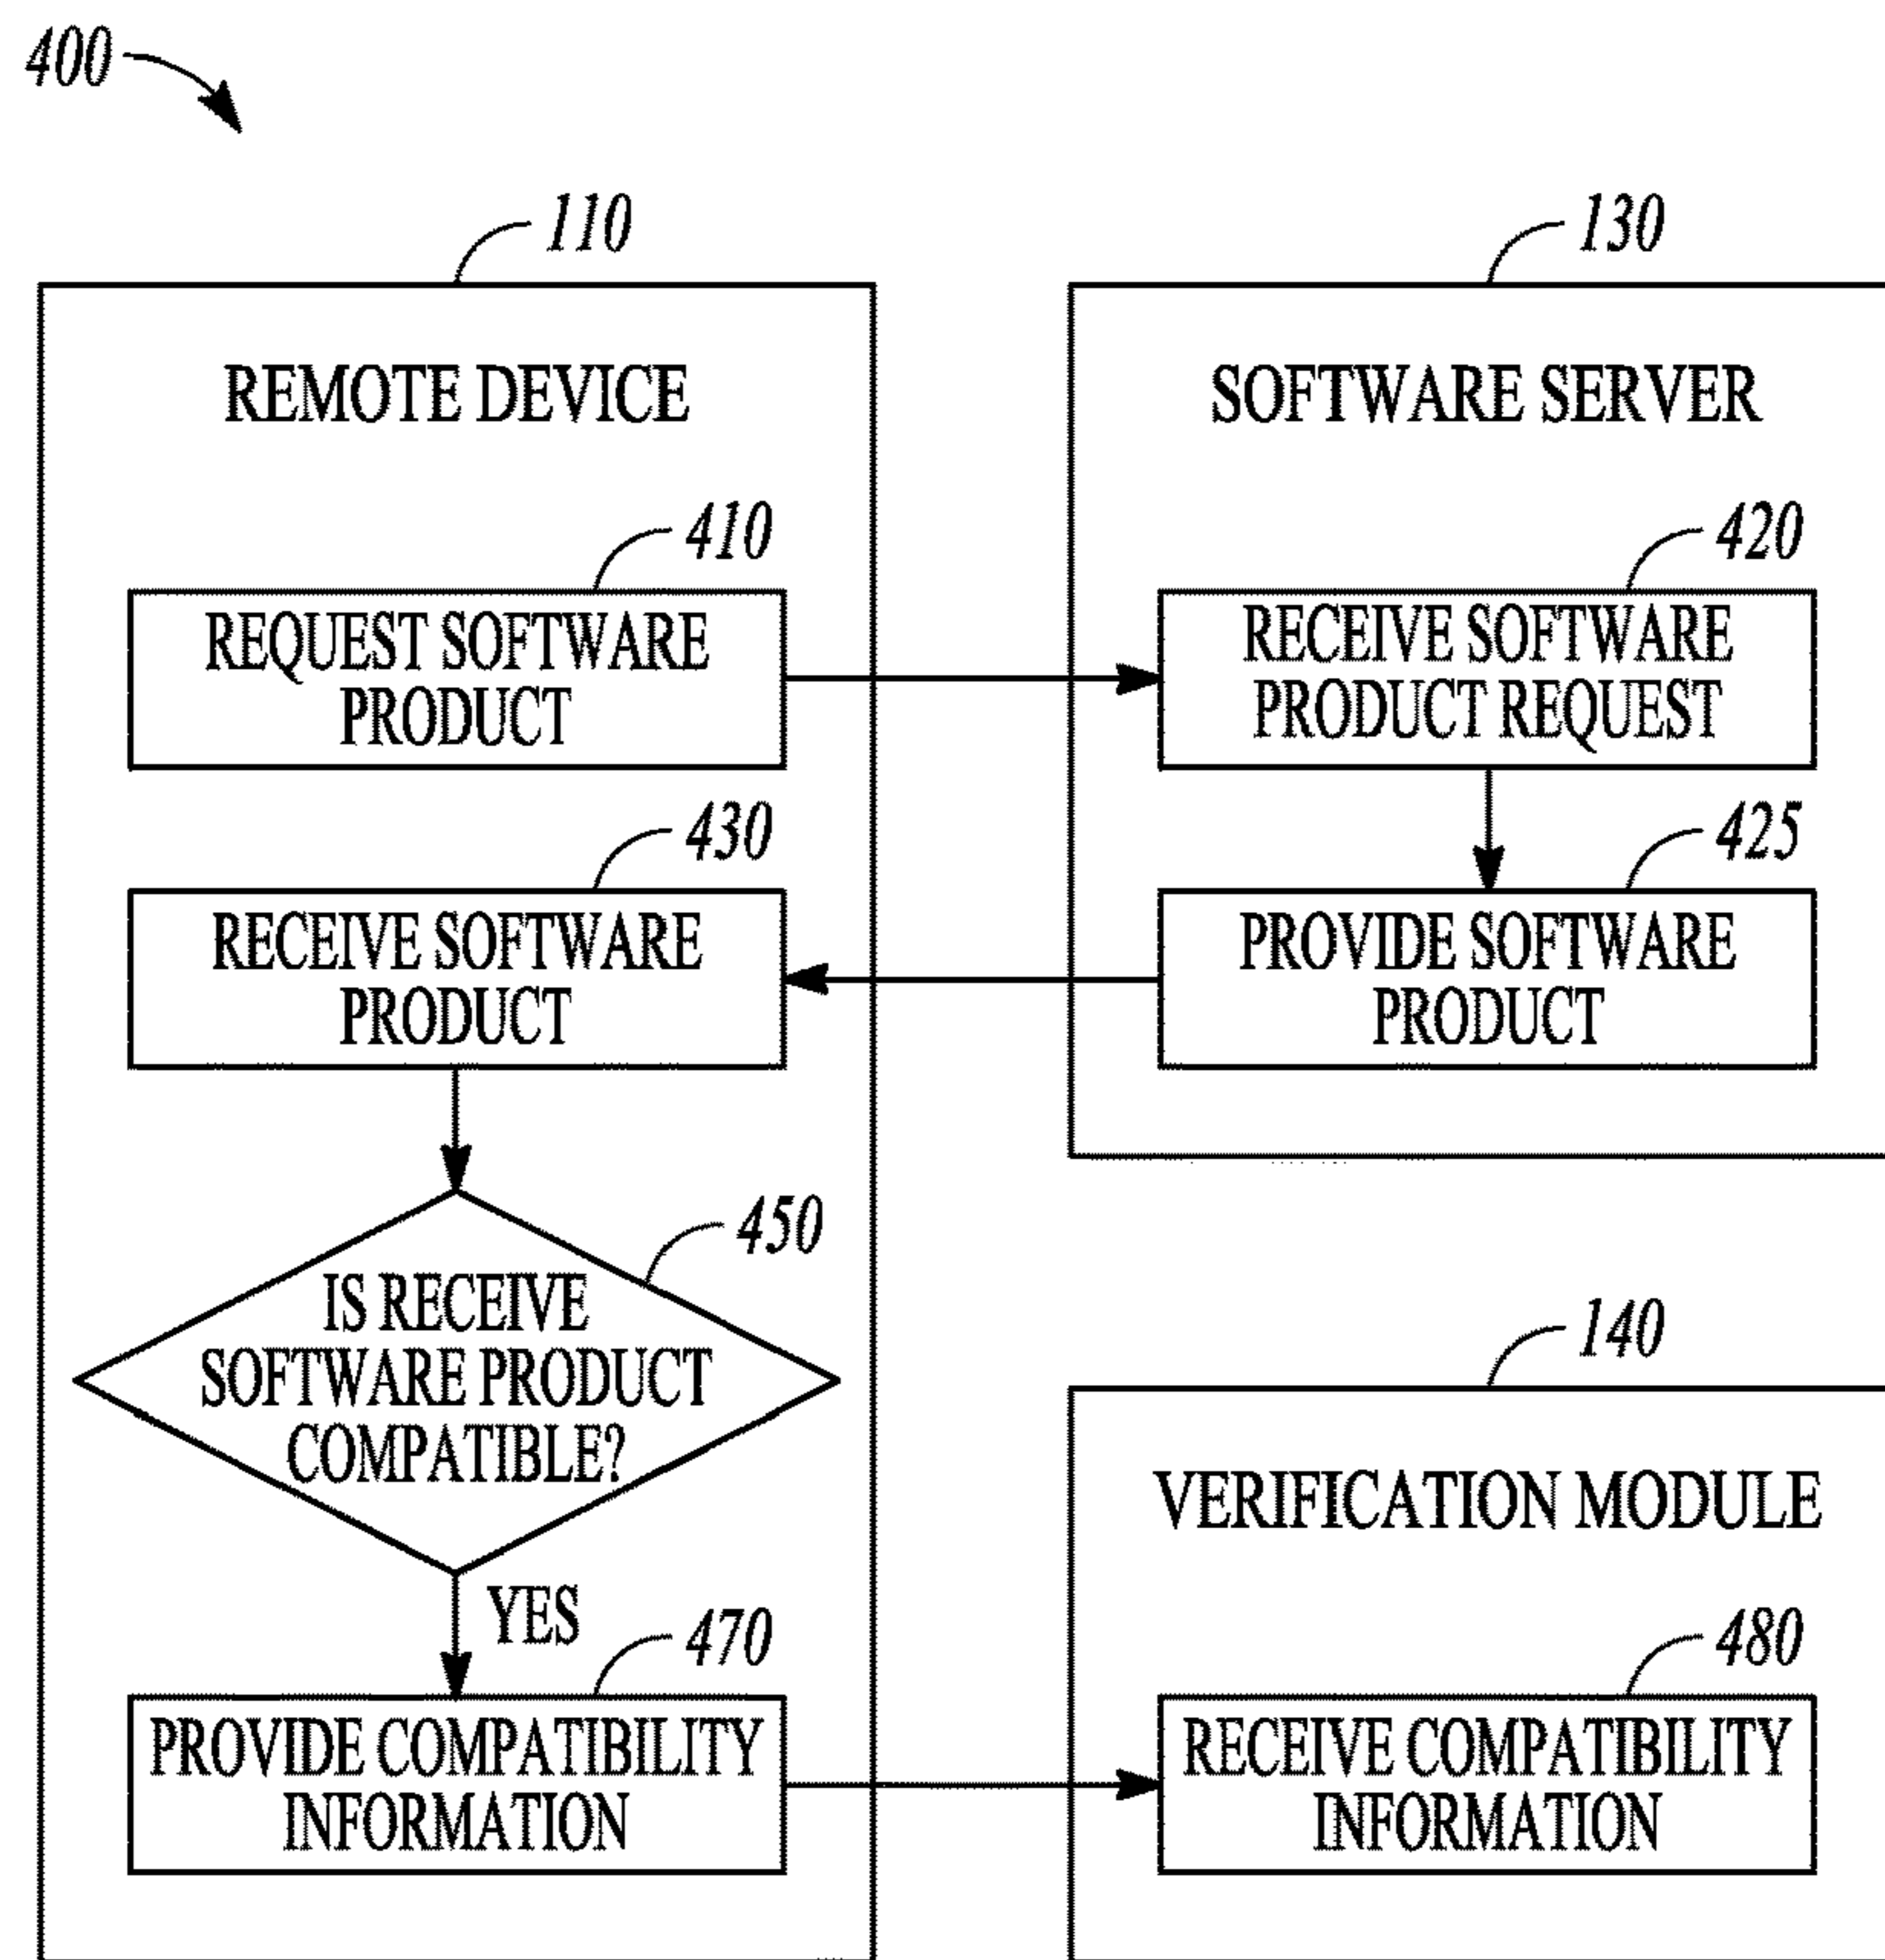 400
110
130
REMOTE DEVICE
SOFTWARE SERVER
410
420
REQUEST SOFTWARE
PRODUCT
RECEIVE SOFTWARE
PRODUCT REQUEST
430
425
RECEIVE SOFTWARE
PRODUCT
PROVIDE SOFTWARE
PRODUCT
450
IS RECEIVE
SOFTWARE PRODUCT
COMPATIBLE?
140
VERIFICATION MODULE
YES
470
480
PROVIDE COMPATIBILITY
INFORMATION
RECEIVE COMPATIBILITY
INFORMATION